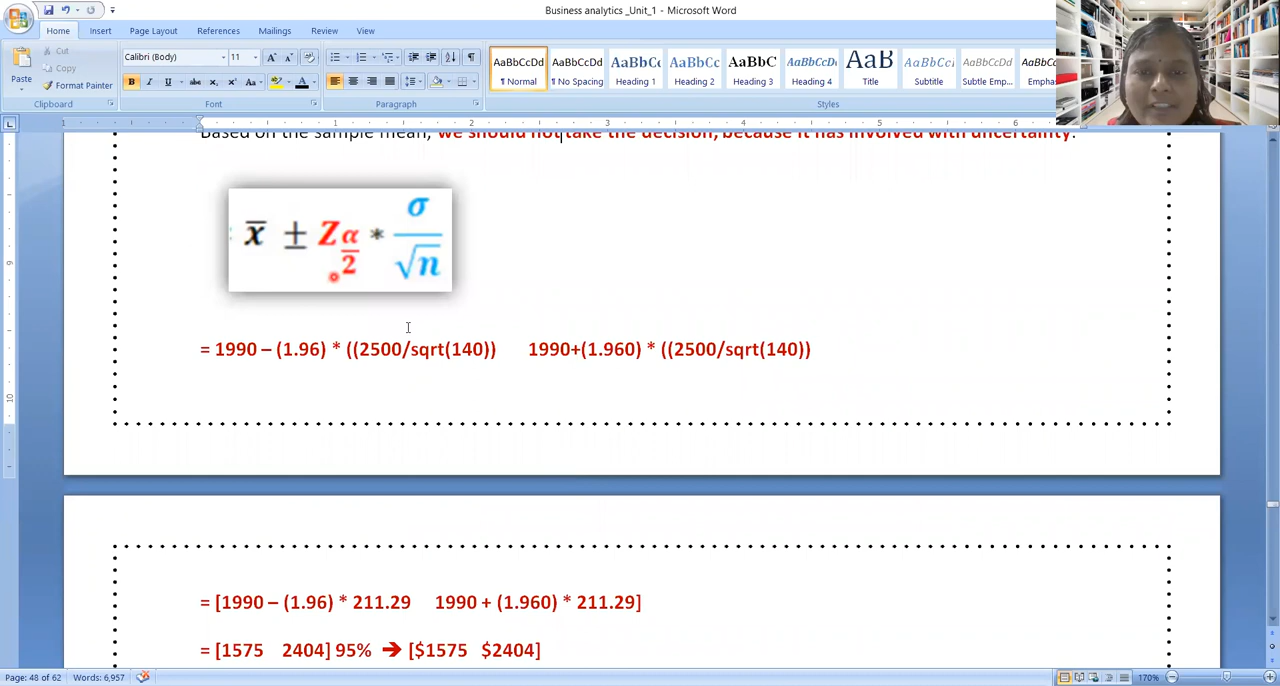 Business analytics _Unit_1 - Microsoft Word
Home Insert Page Layout References Mailings Review View
Cut
Copy
Format Painter
Paste
Calibri (Body) 11
AaBbCcDd AaBbCcDd AaBbCc AaBbCc AaBbC AaBbCcI AaB AaBbCcI AaBbCcDd AaBbCcDd
¶ Normal ¶ No Spacing Heading 1 Heading 2 Heading 3 Heading 4 Title Subtitle Subtle Emp... Empha
Clipboard Font Paragraph Styles
Based on the sample mean, we should not take the decision, because it has involved with uncertainty.
x̄ ± Zα/2 * σ/√n
= 1990 – (1.96) * ((2500/sqrt(140)) 1990+(1.960) * ((2500/sqrt(140))
= [1990 – (1.96) * 211.29 1990 + (1.960) * 211.29]
= [1575 2404] 95% ➔ [$1575 $2404]
Page: 48 of 62 Words: 6,957 170%